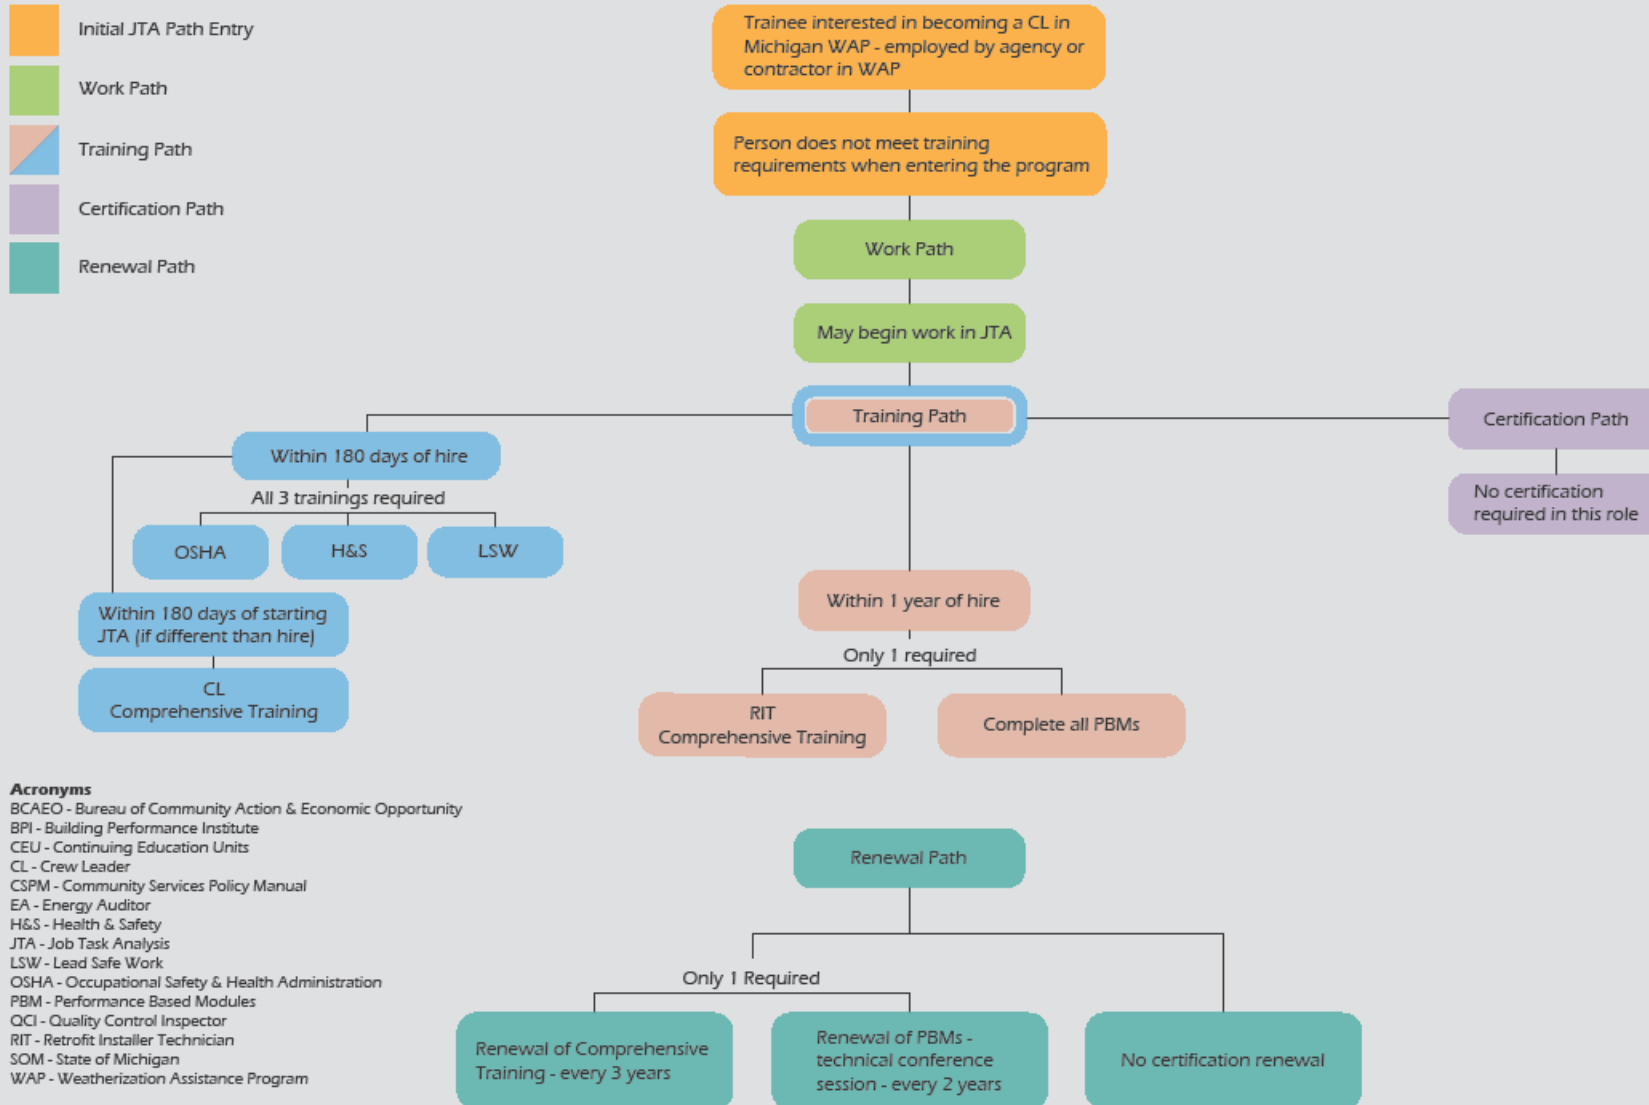 Initial JTA Path Entry
Work Path
Training Path
Certification Path
Renewal Path
Trainee interested in becoming a CL in
Michigan WAP - employed by agency or
contractor in WAP
Person does not meet training
requirements when entering the program
Work Path
May begin work in JTA
Training Path
Certification Path
No certification
required in this role
Within 180 days of hire
All 3 trainings required
OSHA
H&S
LSW
Within 180 days of starting
JTA (if different than hire)
CL
Comprehensive Training
Within 1 year of hire
Only 1 required
RIT
Comprehensive Training
Complete all PBMs
Acronyms
BCAEO - Bureau of Community Action & Economic Opportunity
BPI - Building Performance Institute
CEU - Continuing Education Units
CL - Crew Leader
CSPM - Community Services Policy Manual
EA - Energy Auditor
H&S - Health & Safety
JTA - Job Task Analysis
LSW - Lead Safe Work
OSHA - Occupational Safety & Health Administration
PBM - Performance Based Modules
QCI - Quality Control Inspector
RIT - Retrofit Installer Technician
SOM - State of Michigan
WAP - Weatherization Assistance Program
Renewal Path
Only 1 Required
Renewal of Comprehensive
Training - every 3 years
Renewal of PBMs -
technical conference
session - every 2 years
No certification renewal